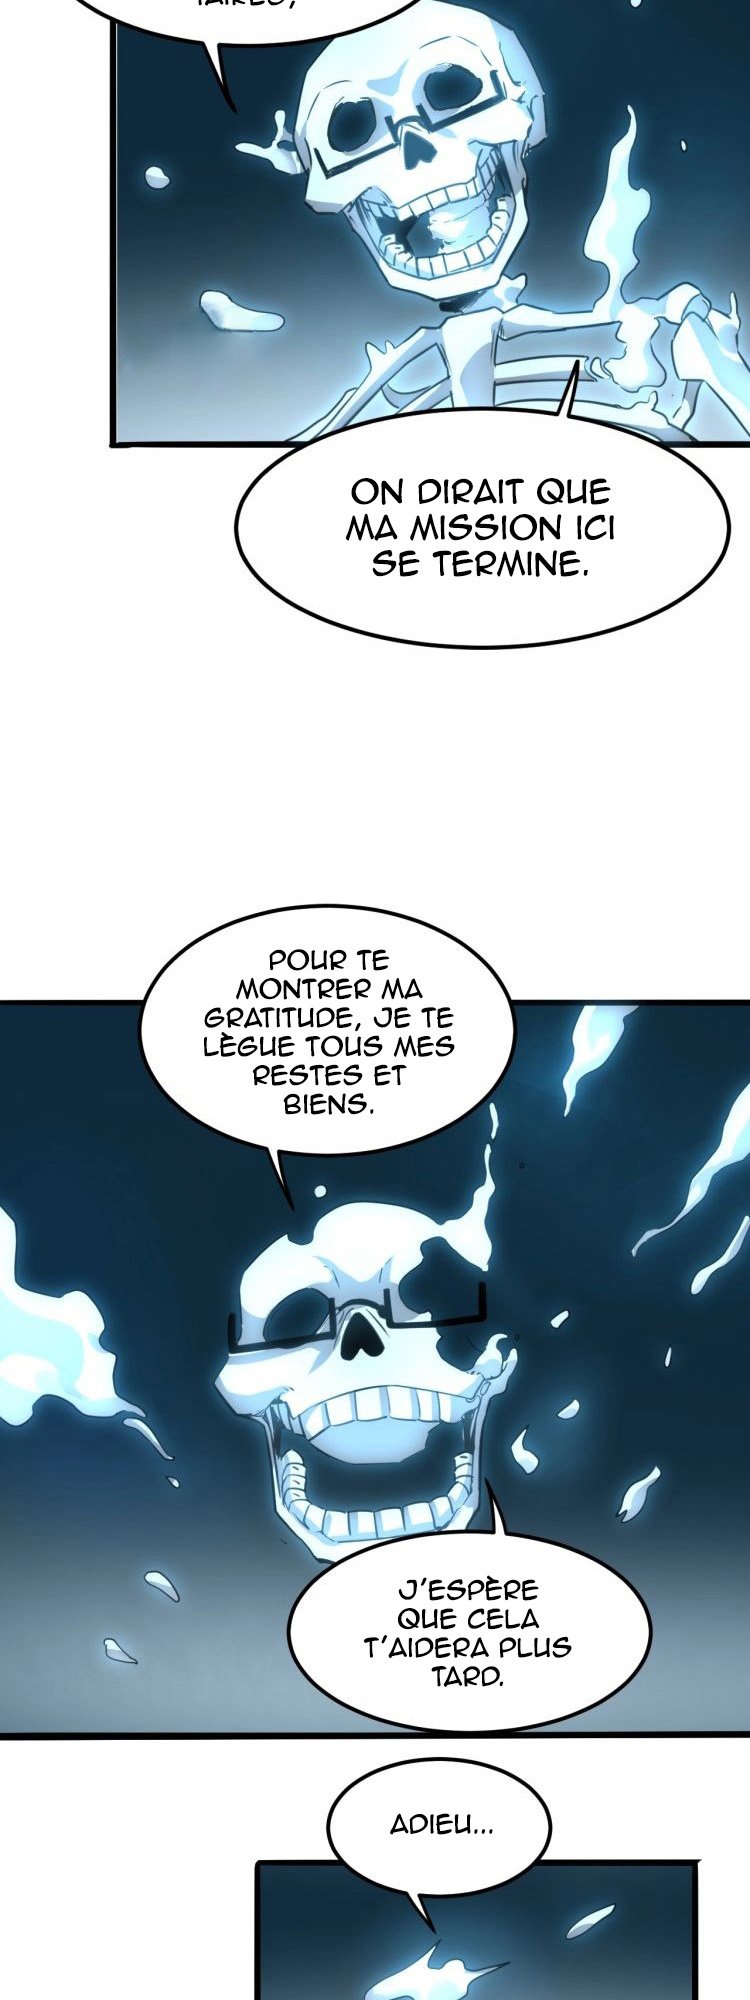 ON DIRAIT QUE
MA MISSION ICI
SE TERMINE.
POUR TE
MONTRER MA
GRATITUDE, JE TE
LÈGUE TOUS MES
RESTES ET
BIENS.
J'ESPÈRE
QUE CELA
T'AIDERA PLUS
TARD.
ADIEU...